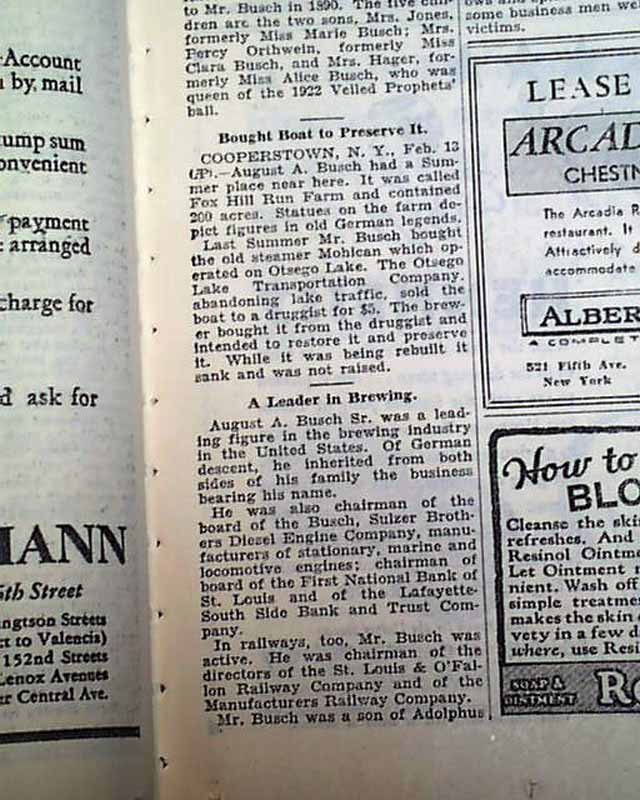 Account
by mail
ump sum
onvenient
payment
arranged
charge for
ask for
MANN
5th Street
ngtson Streets
ct to Valencis)
152nd Streets
Lenox Avenues
er Central Ave.
to Mr. Busch in 1890. The five chil-
dren are the two sons, Mrs. Jones,
formerly Miss Marie Busch; Mrs.
Percy Orthwein, formerly Miss
Clara Busch, and Mrs. Hager, for-
merly Miss Alice Busch, who was
queen of the 1922 Veiled Prophets'
ball.
Bought Boat to Preserve It.
COOPERSTOWN, N. Y., Feb. 13
(AP).—August A. Busch had a Sum-
mer place near here. It was called
Fox Hill Run Farm and contained
200 acres. Statues on the farm de-
pict figures in old German legends.
Last Summer Mr. Busch bought
the old steamer Mohican which op-
erated on Otsego Lake. The Otsego
Lake Transportation Company,
abandoning lake traffic, sold the
boat to a druggist for $5. The brew-
er bought it from the druggist and
intended to restore it and preserve
it. While it was being rebuilt it
sank and was not raised.
A Leader in Brewing.
August A. Busch Sr. was a lead-
ing figure in the brewing industry
in the United States. Of German
descent, he inherited from both
sides of his family the business
bearing his name.
He was also chairman of the
board of the Busch, Sulzer Broth-
ers Diesel Engine Company, manu-
facturers of stationary, marine and
locomotive engines; chairman of
board of the First National Bank of
St. Louis and of the Lafayette-
South Side Bank and Trust Com-
pany.
In railways, too, Mr. Busch was
active. He was chairman of the
directors of the St. Louis & O'Fal-
lon Railway Company and of the
Manufacturers Railway Company.
Mr. Busch was a son of Adolphus
some business men we
victims.
LEASE
ARCAD
CHESTN
The Arcadia R
restaurant. It
Attractively d
accommodate
ALBER
A COMPLET
521 Fifth Ave.
New York
How to
BLO
Cleanse the ski
refreshes. And
Resinol Ointm
Let Ointment r
nient. Wash off
simple treatme
makes the skin
vety in a few d
where, use Resi
SOAP &
OINTMENT
Re